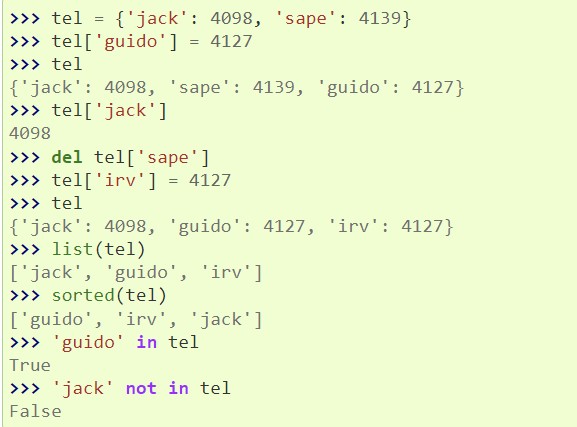 >>> tel = {'jack': 4098, 'sape': 4139}
>>> tel['guido'] = 4127
>>> tel
{'jack': 4098, 'sape': 4139, 'guido': 4127}
>>> tel['jack']
4098
>>> del tel['sape']
>>> tel['irv'] = 4127
>>> tel
{'jack': 4098, 'guido': 4127, 'irv': 4127}
>>> list(tel)
['jack', 'guido', 'irv']
>>> sorted(tel)
['guido', 'irv', 'jack']
>>> 'guido' in tel
True
>>> 'jack' not in tel
False